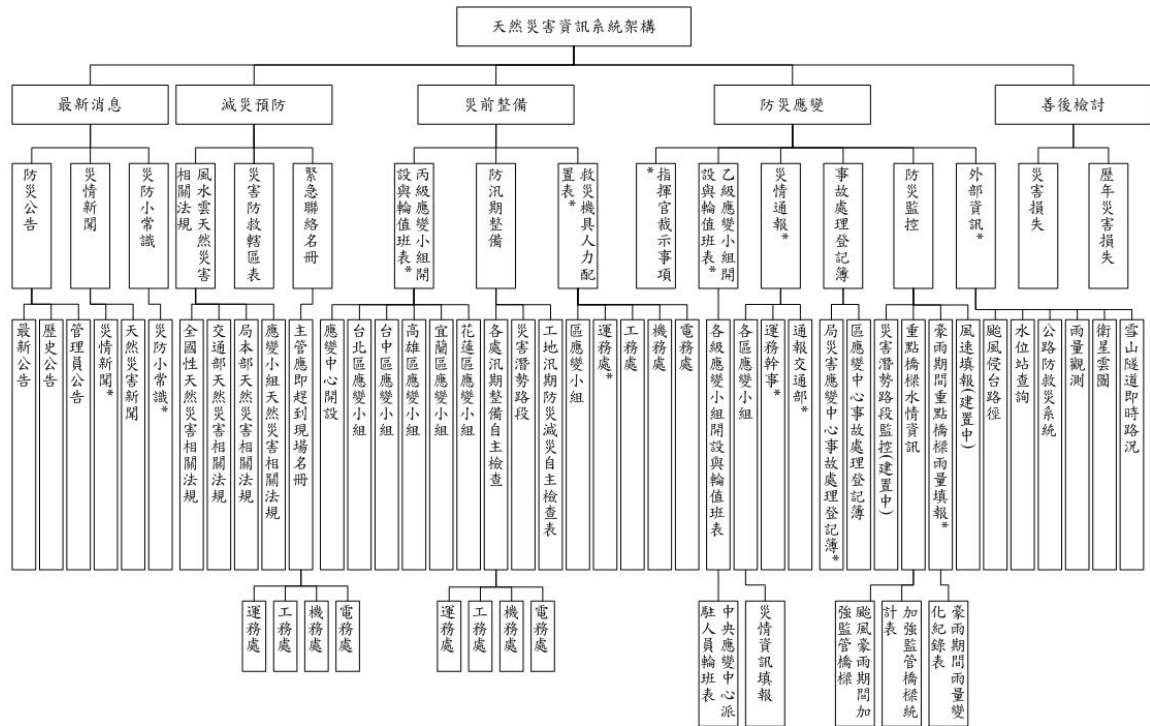 天然災害資訊系統架構
最新消息
減災預防
災前整備
防災應變
善後檢討
防災公告
災情新聞
災防小常識
風水雲天然災害
相關法規
災害防救轄區表
緊急聯絡名冊
丙級應變小組開
設與輪值班表*
防汛期整備
救災機具人力配
置表*
指揮官裁示事項
*
乙級應變小組開
設與輪值班表*
災情通報*
事故處理登記簿
防災監控
外部資訊*
災害損失
歷年災害損失
最新公告
歷史公告
管理員公告
災情新聞*
天然災害新聞
災防小常識*
全國性天然災害相關法規
交通部天然災害相關法規
局本部天然災害相關法規
應變小組天然災害相關法規
主管應即趕到現場名冊
應變中心開設
台北區應變小組
台中區應變小組
高雄區應變小組
宜蘭區應變小組
花蓮區應變小組
各處汛期整備自主檢查
災害潛勢路段
工地汛期防災減災自主檢查表
區應變小組
運務處*
工務處
機務處
電務處
各級應變小組開設與輪值班表
各區應變小組
運務幹事*
通報交通部*
局災害應變中心事故處理登記簿*
區應變中心事故處理登記簿
災害潛勢路段監控(建置中)
重點橋樑水情資訊
豪雨期間重點橋樑雨量填報*
風速填報(建置中)
颱風侵台路徑
水位站查詢
公路防救災系統
雨量觀測
衛星雲圖
雪山隧道即時路況
運務處
工務處
機務處
電務處
運務處
工務處
機務處
電務處
中央應變中心派
駐人員輪班表
災情資訊填報
颱風豪雨期間加
強監管橋樑
加強監管橋樑統
計表
豪雨期間雨量變
化紀錄表